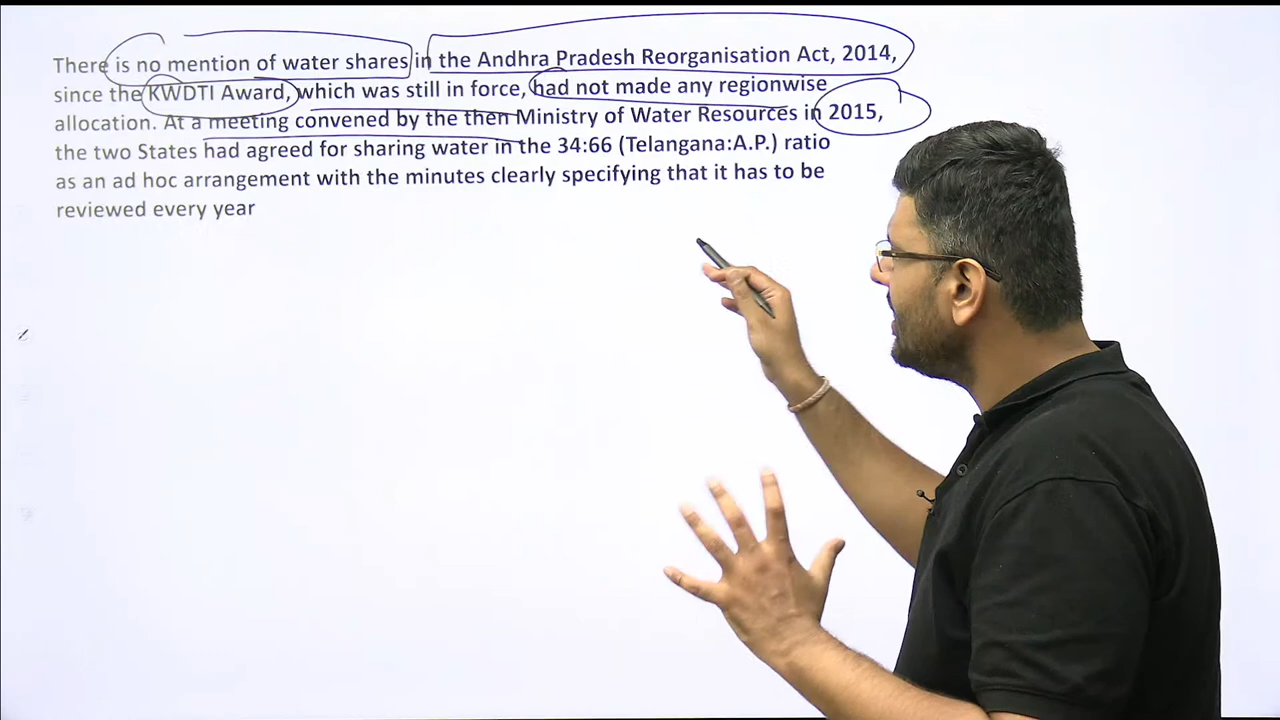 There is no mention of water shares in the Andhra Pradesh Reorganisation Act, 2014,
since the KWDTI Award, which was still in force, had not made any regionwise
allocation. At a meeting convened by the then Ministry of Water Resources in 2015,
the two States had agreed for sharing water in the 34:66 (Telangana:A.P.) ratio
as an ad hoc arrangement with the minutes clearly specifying that it has to be
reviewed every year